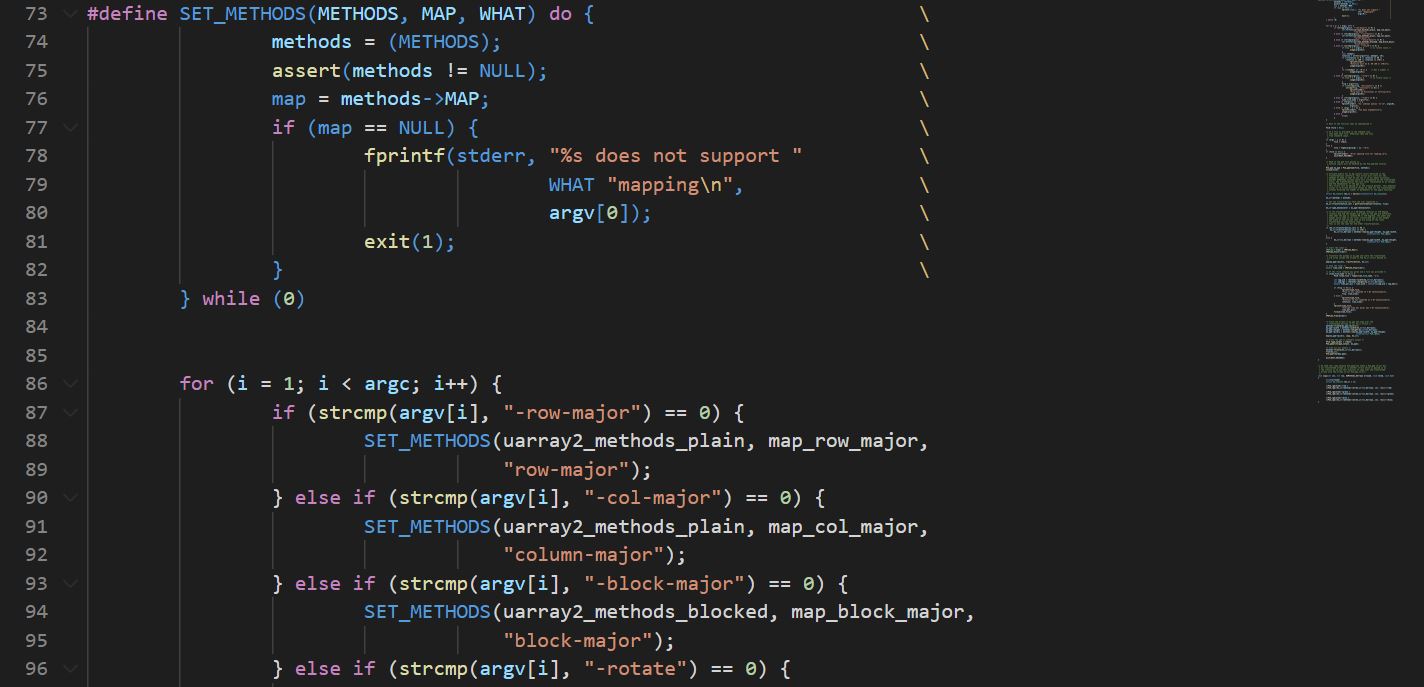 73 #define SET_METHODS(METHODS, MAP, WHAT) do { \
74 methods = (METHODS); \
75 assert(methods != NULL); \
76 map = methods->MAP; \
77 if (map == NULL) { \
78 fprintf(stderr, "%s does not support " \
79 WHAT "mapping\n", \
80 argv[0]); \
81 exit(1); \
82 } \
83 } while (0)
84
85
86 for (i = 1; i < argc; i++) {
87 if (strcmp(argv[i], "-row-major") == 0) {
88 SET_METHODS(uarray2_methods_plain, map_row_major,
89 "row-major");
90 } else if (strcmp(argv[i], "-col-major") == 0) {
91 SET_METHODS(uarray2_methods_plain, map_col_major,
92 "column-major");
93 } else if (strcmp(argv[i], "-block-major") == 0) {
94 SET_METHODS(uarray2_methods_blocked, map_block_major,
95 "block-major");
96 } else if (strcmp(argv[i], "-rotate") == 0) {